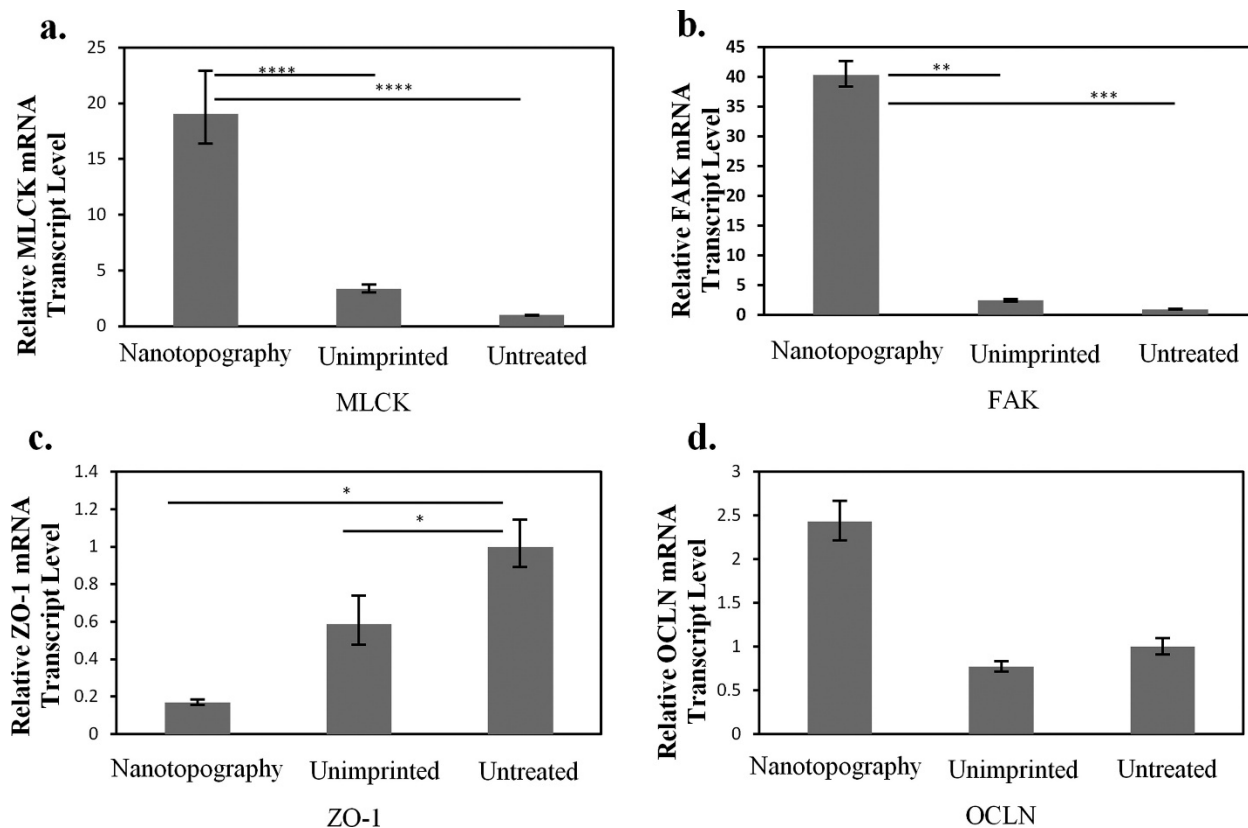 a.
Relative MLCK mRNA
Transcript Level
25
20
15
10
5
0
****
****
Nanotopography Unimprinted Untreated
MLCK
b.
Relative FAK mRNA
Transcript Level
45
40
35
30
25
20
15
10
5
0
**
***
Nanotopography Unimprinted Untreated
FAK
c.
Relative ZO-1 mRNA
Transcript Level
1.4
1.2
1
0.8
0.6
0.4
0.2
0
*
*
Nanotopography Unimprinted Untreated
ZO-1
d.
Relative OCLN mRNA
Transcript Level
3
2.5
2
1.5
1
0.5
0
Nanotopography Unimprinted Untreated
OCLN